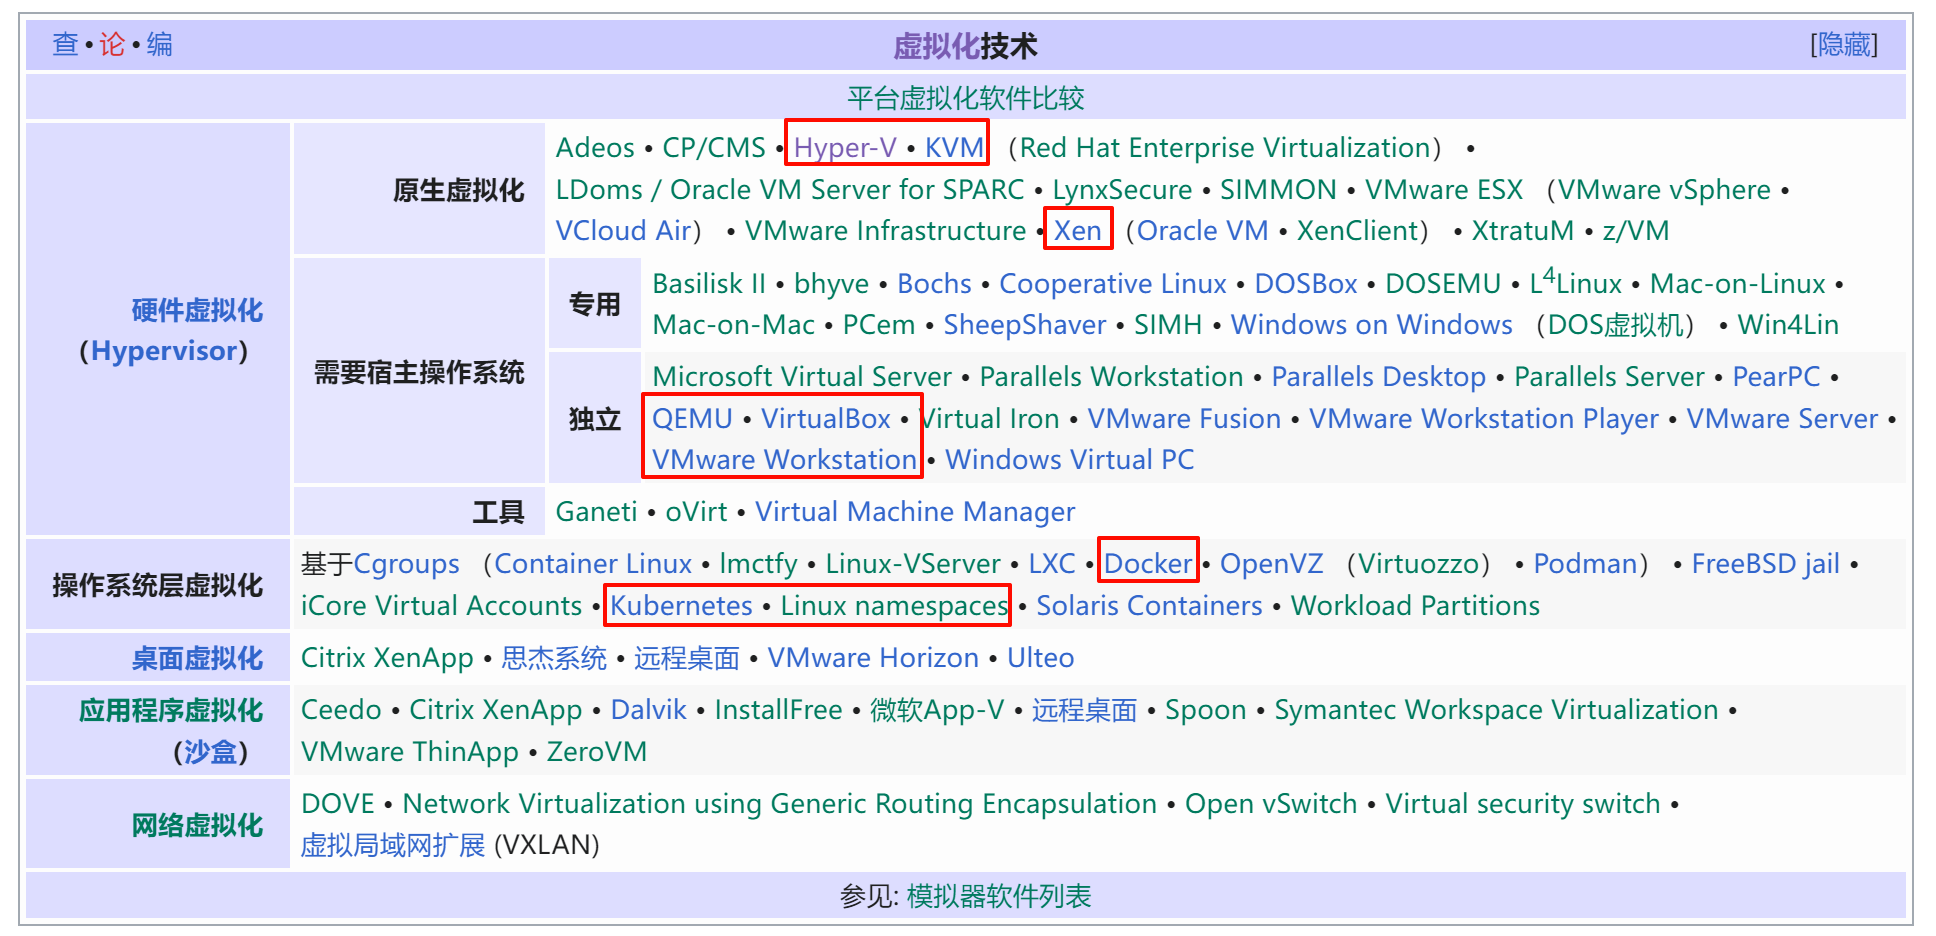 查 • 论 • 编
虚拟化技术
[隐藏]
平台虚拟化软件比较
硬件虚拟化
（Hypervisor）
原生虚拟化
Adeos • CP/CMS • Hyper-V • KVM （Red Hat Enterprise Virtualization） •
LDoms / Oracle VM Server for SPARC • LynxSecure • SIMMON • VMware ESX （VMware vSphere •
VCloud Air） • VMware Infrastructure • Xen （Oracle VM • XenClient） • XtratuM • z/VM
需要宿主操作系统
专用
Basilisk II • bhyve • Bochs • Cooperative Linux • DOSBox • DOSEMU • L⁴Linux • Mac-on-Linux •
Mac-on-Mac • PCem • SheepShaver • SIMH • Windows on Windows （DOS虚拟机） • Win4Lin
独立
Microsoft Virtual Server • Parallels Workstation • Parallels Desktop • Parallels Server • PearPC •
QEMU • VirtualBox • Virtual Iron • VMware Fusion • VMware Workstation Player • VMware Server •
VMware Workstation • Windows Virtual PC
工具
Ganeti • oVirt • Virtual Machine Manager
操作系统层虚拟化
基于Cgroups （Container Linux • lmctfy • Linux-VServer • LXC • Docker • OpenVZ （Virtuozzo） • Podman） • FreeBSD jail •
iCore Virtual Accounts • Kubernetes • Linux namespaces • Solaris Containers • Workload Partitions
桌面虚拟化
Citrix XenApp • 思杰系统 • 远程桌面 • VMware Horizon • Ulteo
应用程序虚拟化
（沙盒）
Ceedo • Citrix XenApp • Dalvik • InstallFree • 微软App-V • 远程桌面 • Spoon • Symantec Workspace Virtualization •
VMware ThinApp • ZeroVM
网络虚拟化
DOVE • Network Virtualization using Generic Routing Encapsulation • Open vSwitch • Virtual security switch •
虚拟局域网扩展 (VXLAN)
参见: 模拟器软件列表